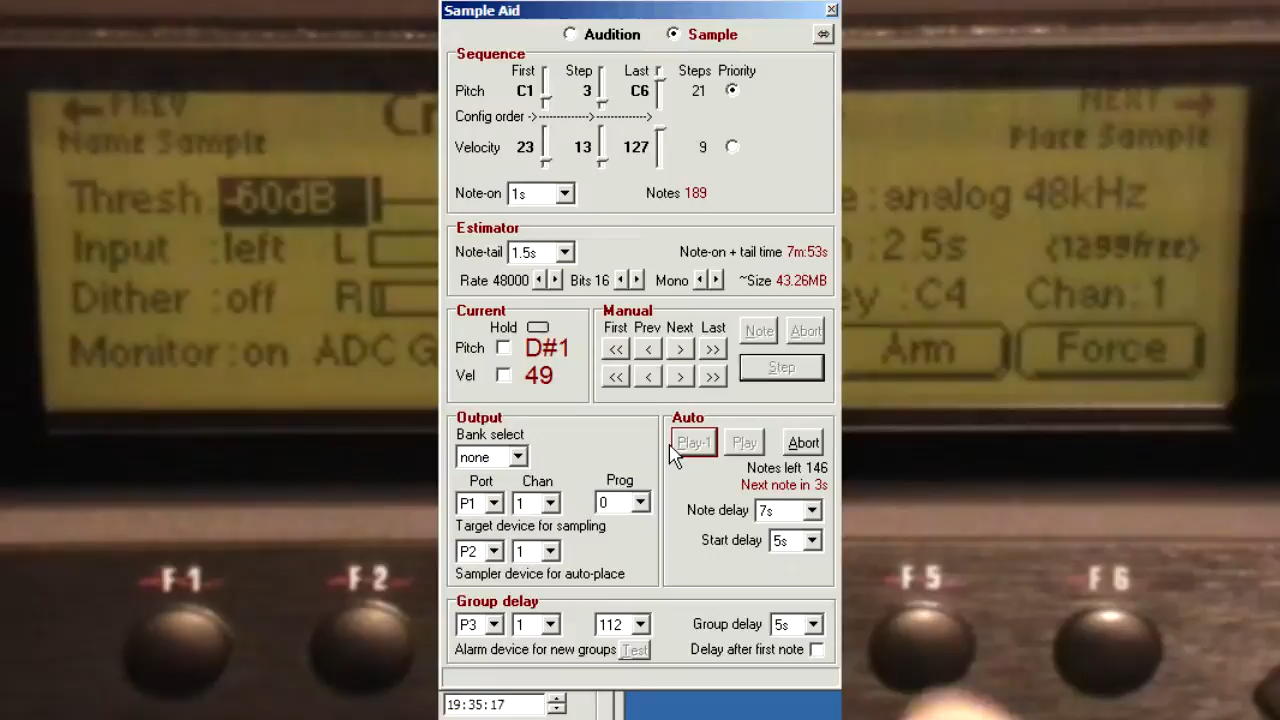 Sample Aid
Audition Sample
Sequence
First Step Last Steps Priority
Pitch C1 3 C6 21
Config order -> ----------> --------->
Velocity 23 13 127 9
Note-on 1s Notes 189
Estimator
Note-tail 1.5s Note-on + tail time 7m:53s
Rate 48000 Bits 16 Mono ~Size 43.26MB
Current
Hold
Pitch D#1
Vel 49
Manual
First Prev Next Last
<< < > >> Note Abort
<< < > >> Step
Output
Bank select
none
Port Chan Prog
P1 1 0
Target device for sampling
P2 1
Sampler device for auto-place
Auto
Play-1 Play Abort
Notes left 146
Next note in 3s
Note delay 7s
Start delay 5s
Group delay
P3 1 112 Group delay 5s
Alarm device for new groups Test Delay after first note
19:35:17
PREV
Name Sample
Thresh -60dB
Input :left L
Dither :off R
Monitor :on ADC G
NEXT
Place Sample
:analog 48kHz
:2.5s <1299free>
C4 Chan: 1
Arm Force
F 1 F 2 F 5 F 6